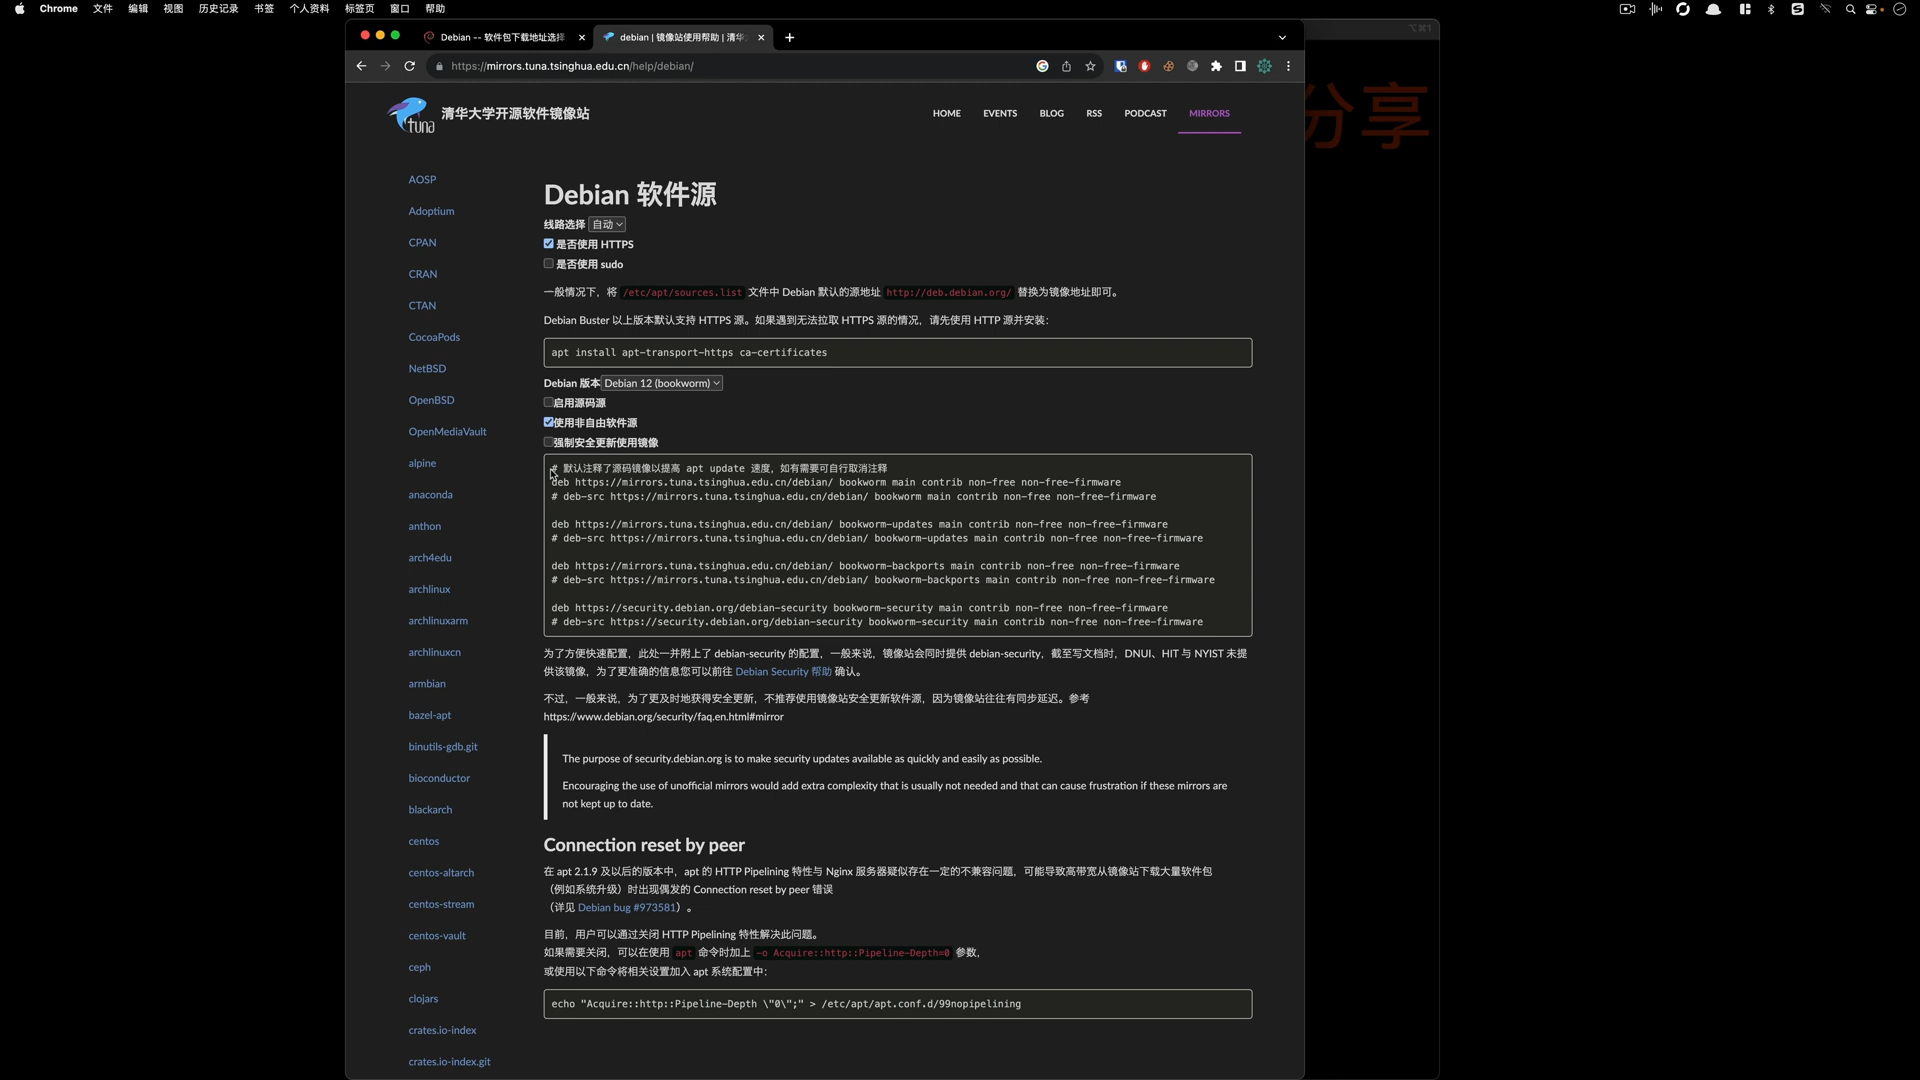 Chrome 文件 编辑 视图 历史记录 书签 个人资料 标签页 窗口 帮助
Debian -- 软件包下载地址选择
debian | 镜像站使用帮助 | 清华
⌥⌘1
https://mirrors.tuna.tsinghua.edu.cn/help/debian/
分享
tuna 清华大学开源软件镜像站
HOME EVENTS BLOG RSS PODCAST MIRRORS
AOSP
Adoptium
CPAN
CRAN
CTAN
CocoaPods
NetBSD
OpenBSD
OpenMediaVault
alpine
anaconda
anthon
arch4edu
archlinux
archlinuxarm
archlinuxcn
armbian
bazel-apt
binutils-gdb.git
bioconductor
blackarch
centos
centos-altarch
centos-stream
centos-vault
ceph
clojars
crates.io-index
crates.io-index.git
Debian 软件源
线路选择 自动
是否使用 HTTPS
是否使用 sudo
一般情况下，将 /etc/apt/sources.list 文件中 Debian 默认的源地址 http://deb.debian.org/ 替换为镜像地址即可。
Debian Buster 以上版本默认支持 HTTPS 源。如果遇到无法拉取 HTTPS 源的情况，请先使用 HTTP 源并安装：
apt install apt-transport-https ca-certificates
Debian 版本 Debian 12 (bookworm)
启用源码源
使用非自由软件源
强制安全更新使用镜像
# 默认注释了源码镜像以提高 apt update 速度，如有需要可自行取消注释
deb https://mirrors.tuna.tsinghua.edu.cn/debian/ bookworm main contrib non-free non-free-firmware
# deb-src https://mirrors.tuna.tsinghua.edu.cn/debian/ bookworm main contrib non-free non-free-firmware
deb https://mirrors.tuna.tsinghua.edu.cn/debian/ bookworm-updates main contrib non-free non-free-firmware
# deb-src https://mirrors.tuna.tsinghua.edu.cn/debian/ bookworm-updates main contrib non-free non-free-firmware
deb https://mirrors.tuna.tsinghua.edu.cn/debian/ bookworm-backports main contrib non-free non-free-firmware
# deb-src https://mirrors.tuna.tsinghua.edu.cn/debian/ bookworm-backports main contrib non-free non-free-firmware
deb https://security.debian.org/debian-security bookworm-security main contrib non-free non-free-firmware
# deb-src https://security.debian.org/debian-security bookworm-security main contrib non-free non-free-firmware
为了方便快速配置，此处一并附上了 debian-security 的配置，一般来说，镜像站会同时提供 debian-security，截至写文档时，DNUI、HIT 与 NYIST 未提
供该镜像，为了更准确的信息您可以前往 Debian Security 帮助 确认。
不过，一般来说，为了更及时地获得安全更新，不推荐使用镜像站安全更新软件源，因为镜像站往往有同步延迟。参考
https://www.debian.org/security/faq.en.html#mirror
The purpose of security.debian.org is to make security updates available as quickly and easily as possible.
Encouraging the use of unofficial mirrors would add extra complexity that is usually not needed and that can cause frustration if these mirrors are
not kept up to date.
Connection reset by peer
在 apt 2.1.9 及以后的版本中，apt 的 HTTP Pipelining 特性与 Nginx 服务器疑似存在一定的不兼容问题，可能导致高带宽从镜像站下载大量软件包
（例如系统升级）时出现偶发的 Connection reset by peer 错误
（详见 Debian bug #973581）。
目前，用户可以通过关闭 HTTP Pipelining 特性解决此问题。
如果需要关闭，可以在使用 apt 命令时加上 -o Acquire::http::Pipeline-Depth=0 参数，
或使用以下命令将相关设置加入 apt 系统配置中：
echo "Acquire::http::Pipeline-Depth \"0\";" > /etc/apt/apt.conf.d/99nopipelining